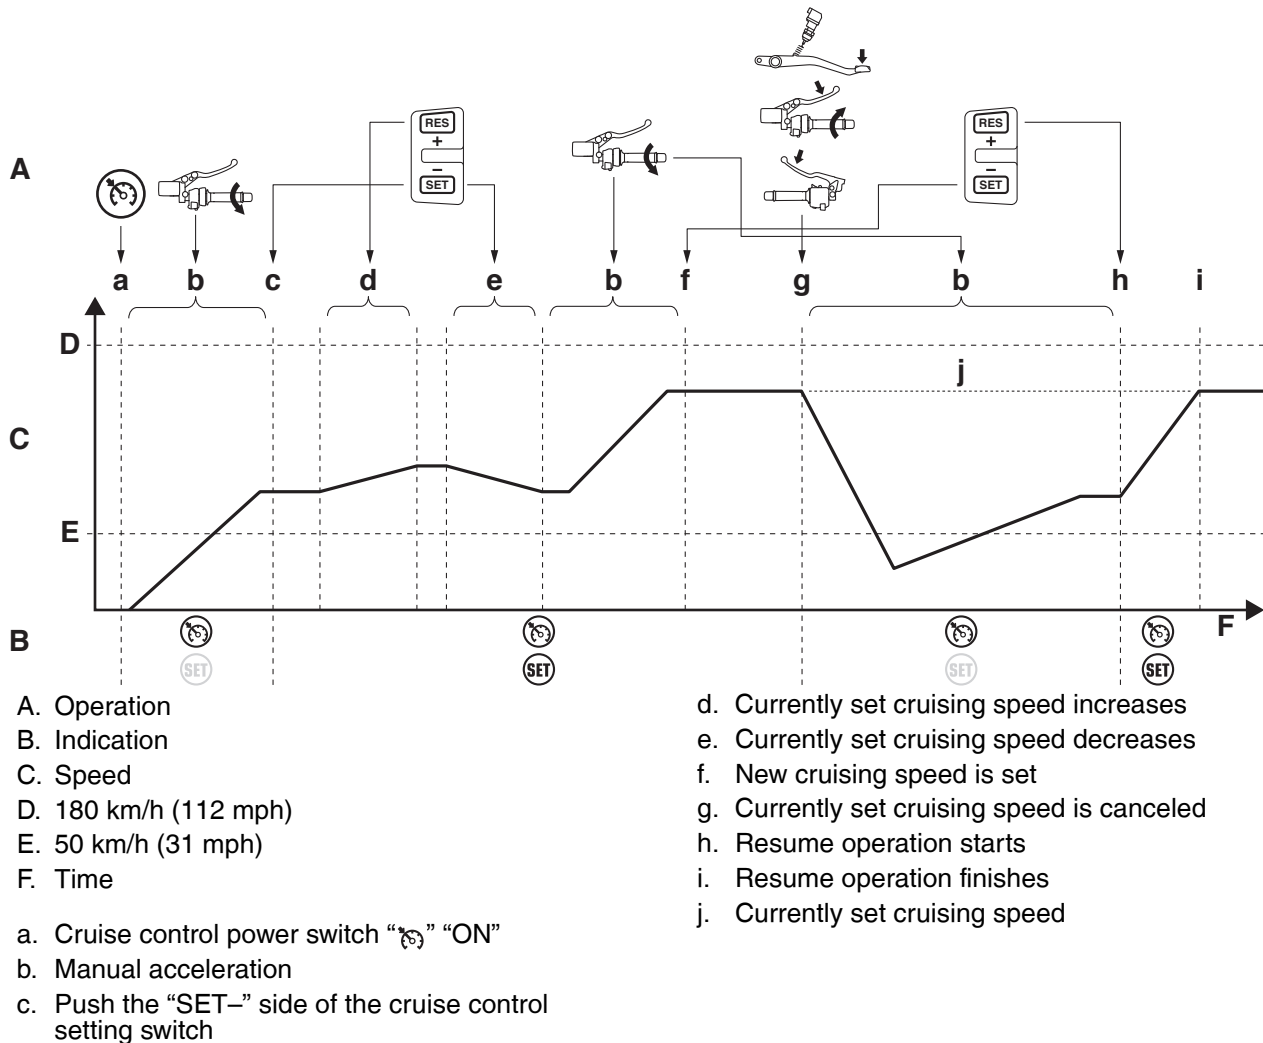 RES
+
–
SET
RES
+
–
SET
A
a b c d e b f g b h i
D
j
C
E
F
B
SET
SET
SET
SET
A. Operation
B. Indication
C. Speed
D. 180 km/h (112 mph)
E. 50 km/h (31 mph)
F. Time
a. Cruise control power switch “ ” “ON”
b. Manual acceleration
c. Push the “SET–” side of the cruise control
setting switch
d. Currently set cruising speed increases
e. Currently set cruising speed decreases
f. New cruising speed is set
g. Currently set cruising speed is canceled
h. Resume operation starts
i. Resume operation finishes
j. Currently set cruising speed